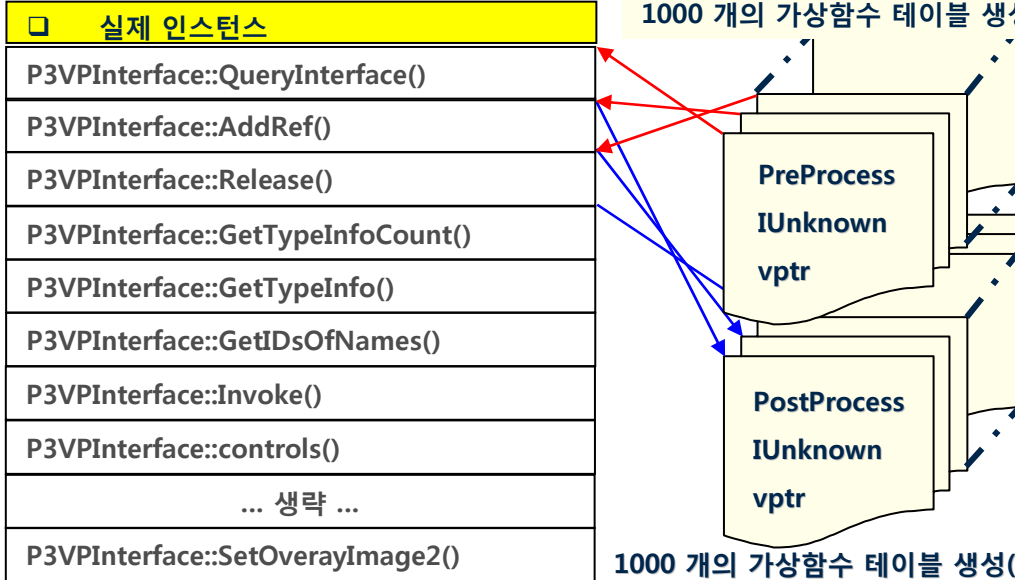 ❑ 실제 인스턴스
P3VPInterface::QueryInterface()
P3VPInterface::AddRef()
P3VPInterface::Release()
P3VPInterface::GetTypeInfoCount()
P3VPInterface::GetTypeInfo()
P3VPInterface::GetIDsOfNames()
P3VPInterface::Invoke()
P3VPInterface::controls()
... 생략 ...
P3VPInterface::SetOverayImage2()
1000 개의 가상함수 테이블
PreProcess
IUnknown
vptr
PostProcess
IUnknown
vptr
1000 개의 가상함수 테이블 생성(